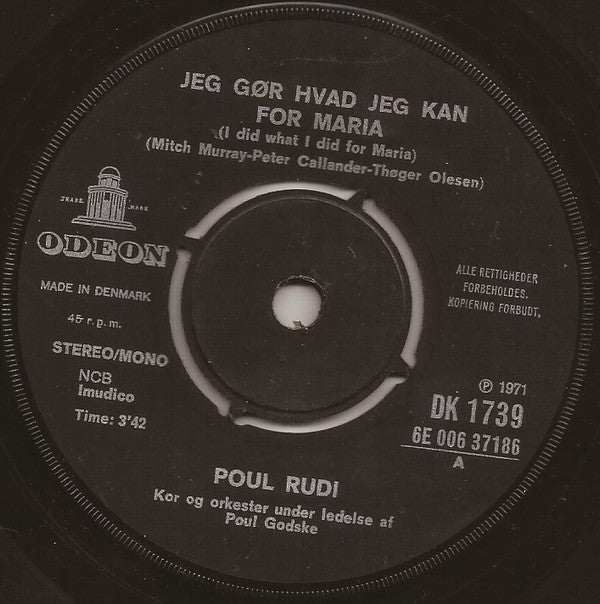 JEG GØR HVAD JEG KAN
FOR MARIA
(I did what I did for Maria)
(Mitch Murray-Peter Callander-Thøger Olesen)
TRADE MARK
ODEON
MADE IN DENMARK
45 r.p.m.
STEREO/MONO
NCB
Imudico
Time: 3'42
ALLE RETTIGHEDER
FORBEHOLDES.
KOPIERING FORBUDT.
℗ 1971
DK 1739
6E 006 37186
A
POUL RUDI
Kor og orkester under ledelse af
Poul Godske